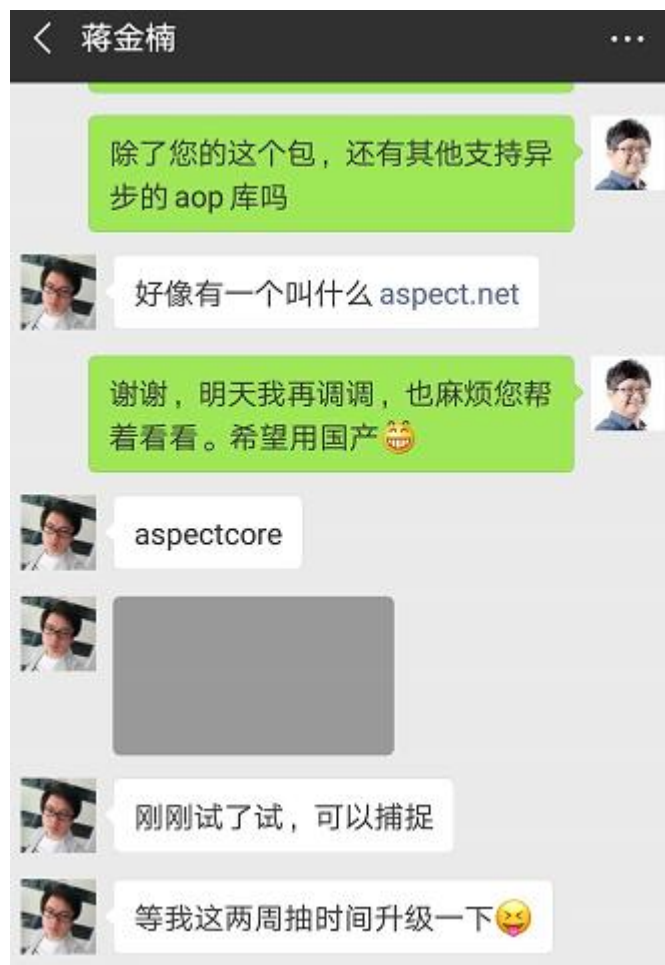 蒋金楠
除了您的这个包，还有其他支持异
步的 aop 库吗
好像有一个叫什么 aspect.net
谢谢，明天我再调调，也麻烦您帮
着看看。希望用国产😁
aspectcore
刚刚试了试，可以捕捉
等我这两周抽时间升级一下😝